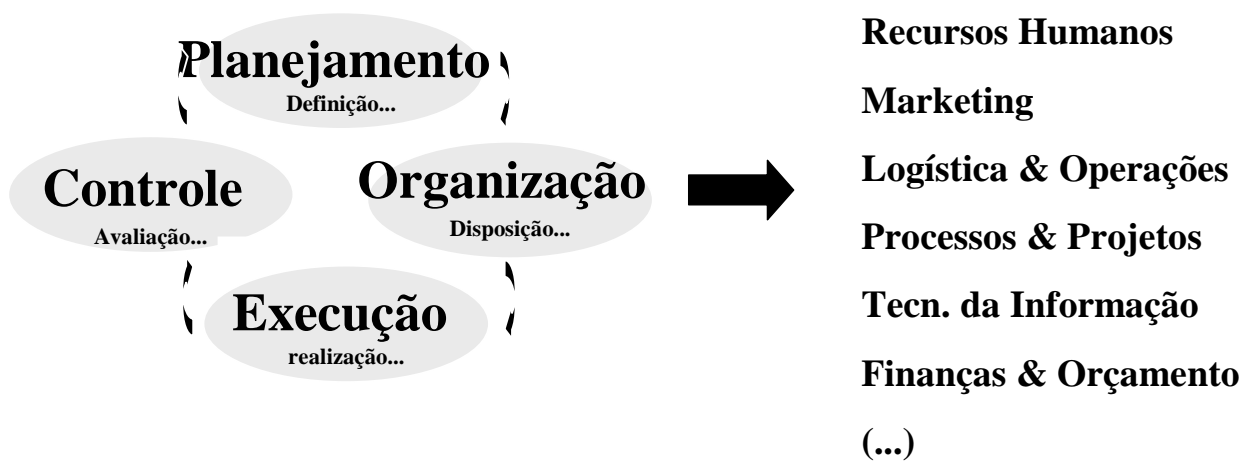 Planejamento
Definição...
Controle
Avaliação...
Organização
Disposição...
Execução
realização...
Recursos Humanos
Marketing
Logística & Operações
Processos & Projetos
Tecn. da Informação
Finanças & Orçamento
(...)